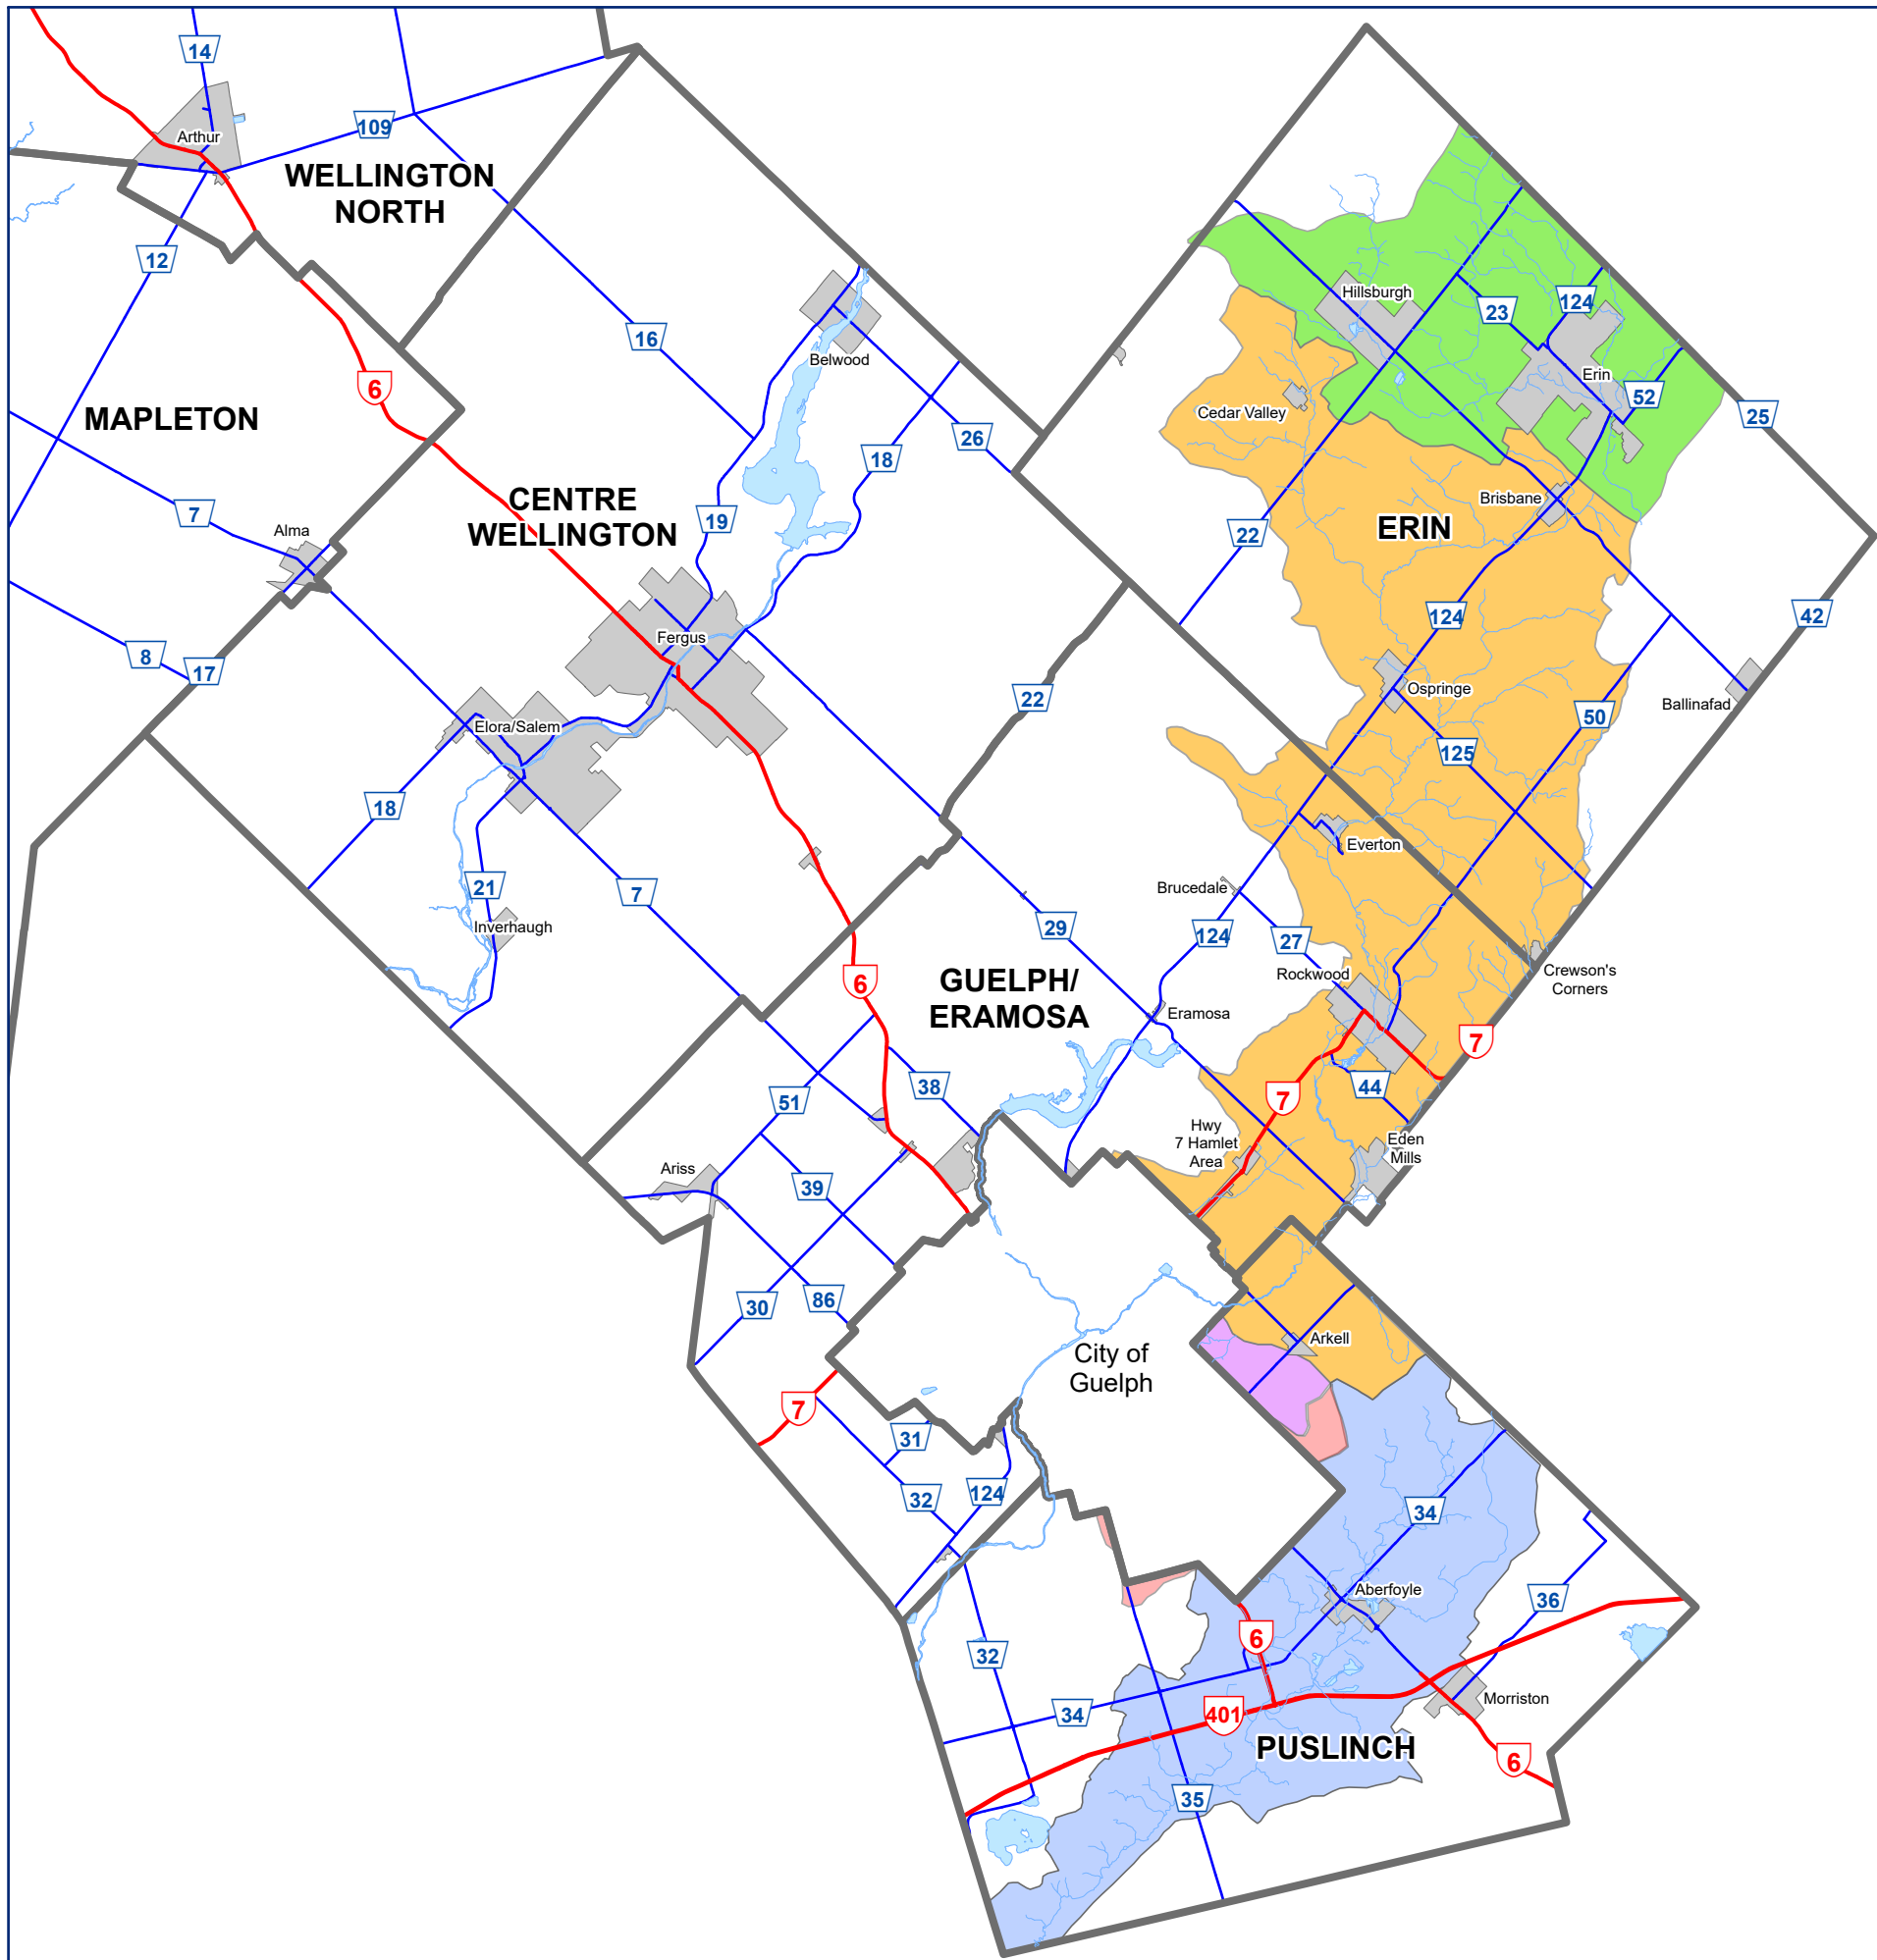 14
Arthur
109
WELLINGTON
NORTH
12
6
16
Belwood
26
18
19
MAPLETON
7
Alma
CENTRE
WELLINGTON
8
17
Fergus
Elora/Salem
18
21
Inverhaugh
7
22
29
6
GUELPH/
ERAMOSA
Hillsburgh
23
124
Erin
52
25
Cedar Valley
Brisbane
ERIN
22
124
42
Ospringe
Ballinafad
50
125
Everton
Brucedale
124
27
Rockwood
Crewson's
Corners
Eramosa
7
7
44
Hwy
7 Hamlet
Area
Eden
Mills
38
51
Ariss
39
30
86
City of
Guelph
Arkell
7
31
32
124
34
Aberfoyle
36
6
32
34
401
Morriston
PUSLINCH
6
35